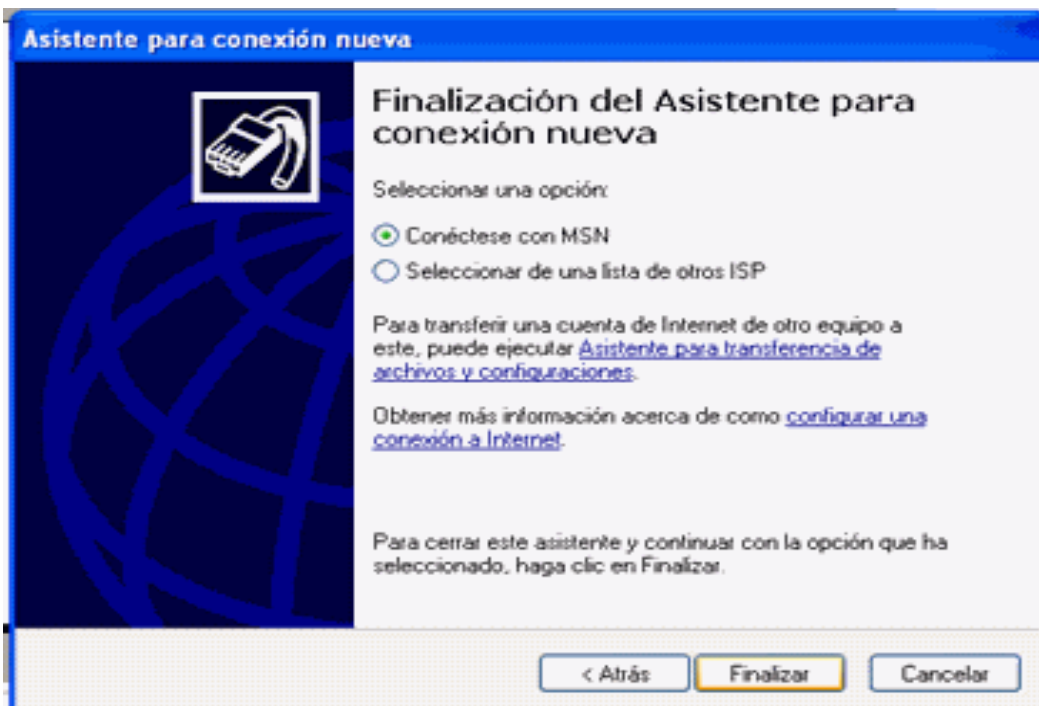 Asistente para conexión nueva
Finalización del Asistente para
conexión nueva
Seleccionar una opción:
Conéctese con MSN
Seleccionar de una lista de otros ISP
Para transferir una cuenta de Internet de otro equipo a
este, puede ejecutar Asistente para transferencia de
archivos y configuraciones.
Obtener más información acerca de como configurar una
conexión a Internet.
Para cerrar este asistente y continuar con la opción que ha
seleccionado, haga clic en Finalizar.
< Atrás Finalizar Cancelar